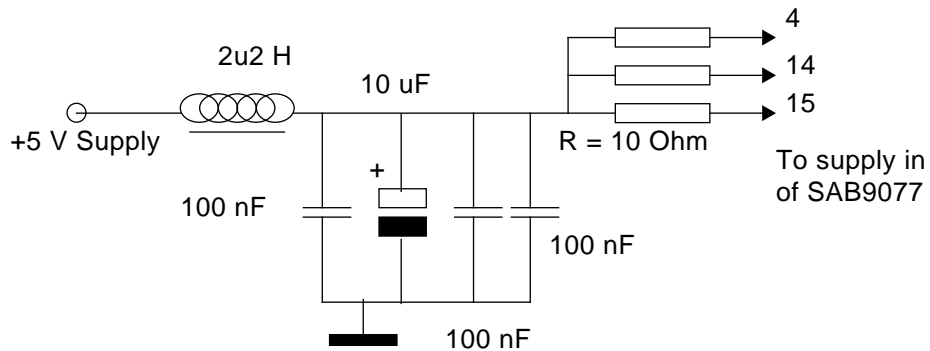 4
2u2 H
14
10 uF
15
+5 V Supply
R = 10 Ohm
To supply in
of SAB9077
+
100 nF
100 nF
100 nF